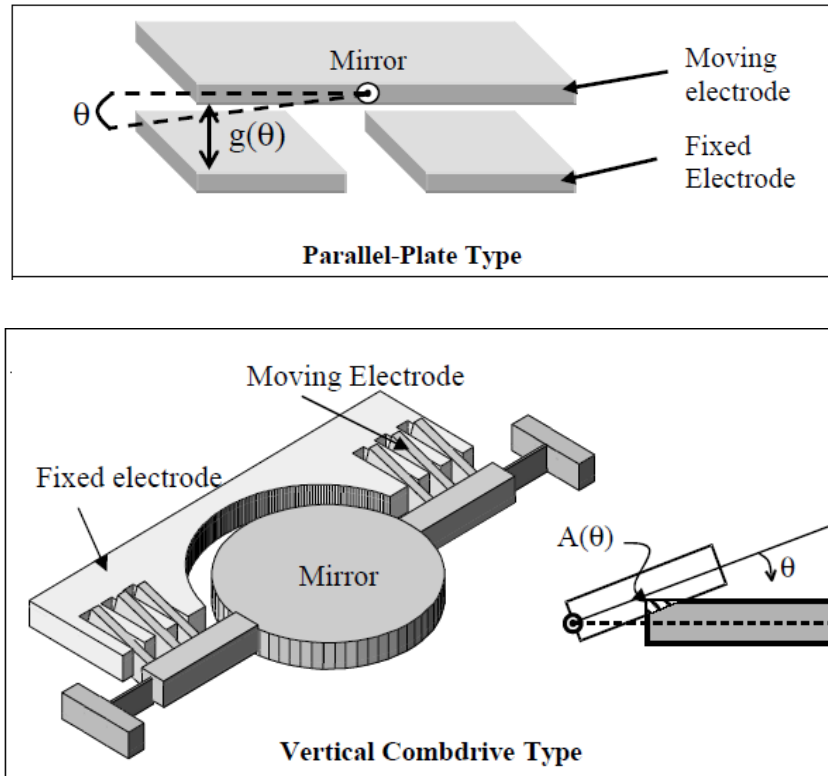 Mirror
Moving
electrode
θ
g(θ)
Fixed
Electrode
Parallel-Plate Type
Moving Electrode
Fixed electrode
A(θ)
θ
Mirror
Vertical Combdrive Type